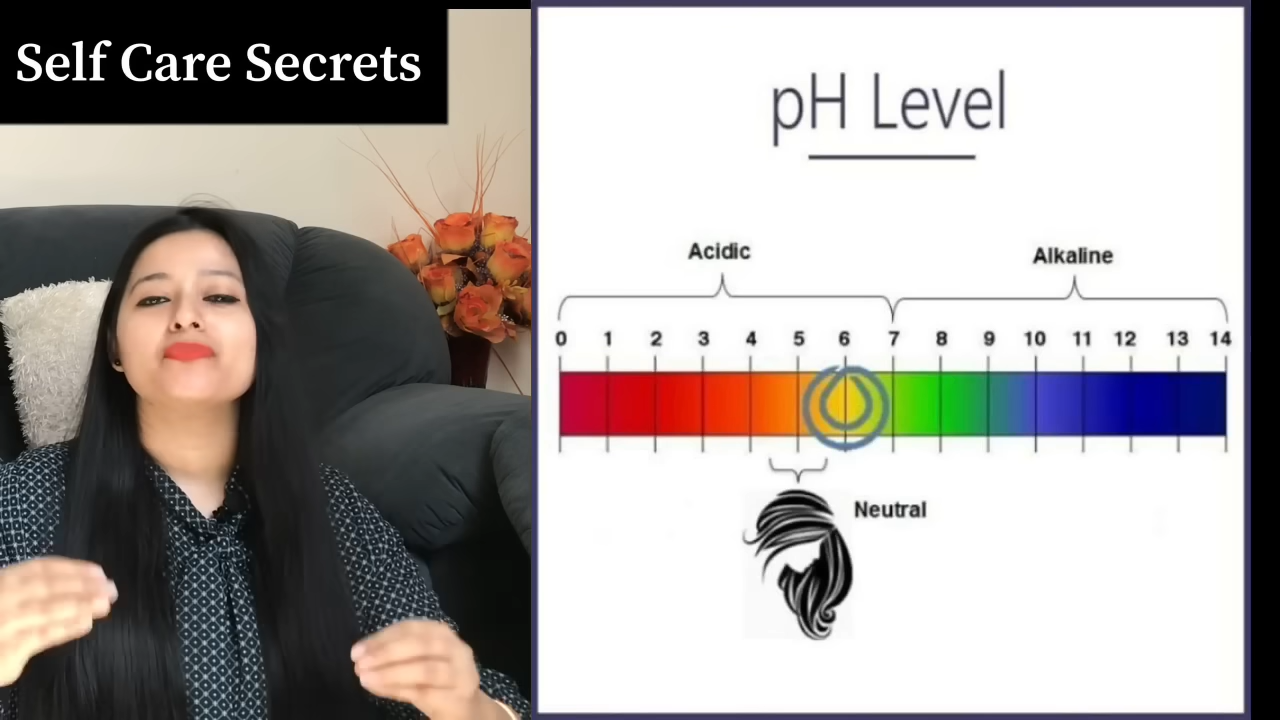 Self Care Secrets
pH Level
Acidic
Alkaline
0 1 2 3 4 5 6 7 8 9 10 11 12 13 14
Neutral